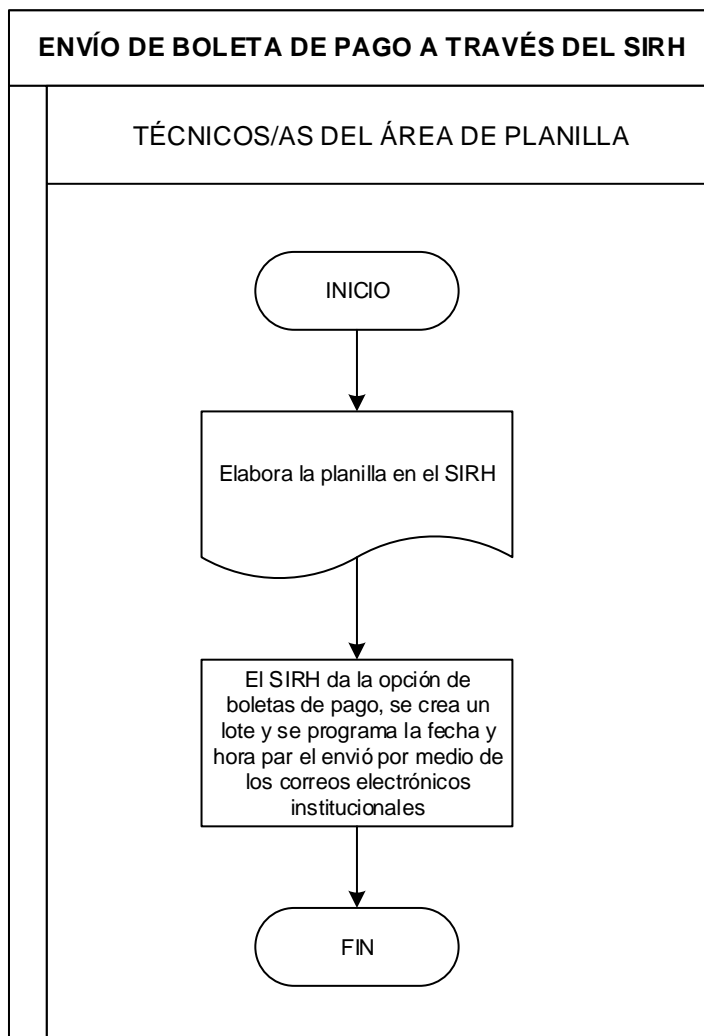 ENVÍO DE BOLETA DE PAGO A TRAVÉS DEL SIRH
TÉCNICOS/AS DEL ÁREA DE PLANILLA
INICIO
Elabora la planilla en el SIRH
El SIRH da la opción de
boletas de pago, se crea un
lote y se programa la fecha y
hora par el envió por medio de
los correos electrónicos
institucionales
FIN